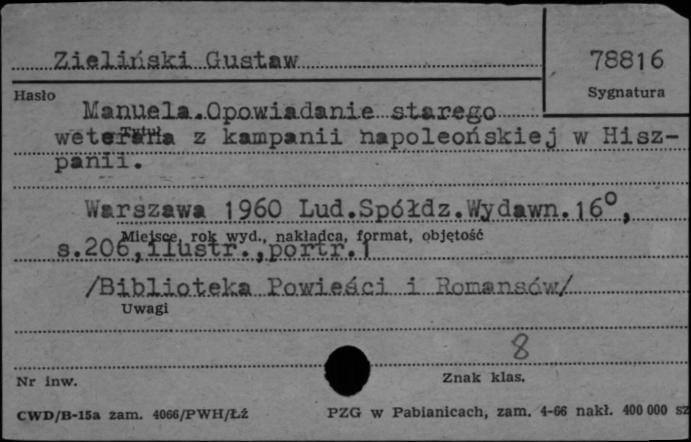 Zieliński Gustaw
78816
Hasło
Sygnatura
Manuela.Opowiadanie starego
Tytuł
weterana z kampanii napoleońskiej w Hisz-
panii.
Warszawa 1960 Lud.Spółdz.Wydawn.16°,
Miejsce, rok wyd., nakładca, format, objętość
s.206,ilustr.,portr.1
/Biblioteka Powieści i Romansów/
Uwagi
8
Nr inw.
Znak klas.
CWD/B-15a zam. 4066/PWH/Łż
PZG w Pabianicach, zam. 4-66 nakł. 400 000 sz